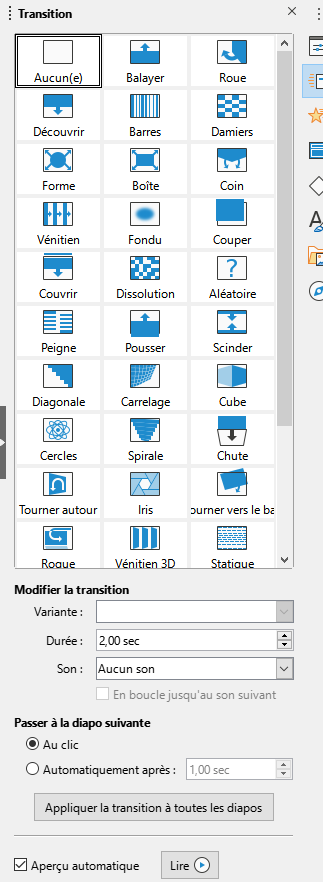 Transition
Aucun(e) Balayer Roue
Découvrir Barres Damiers
Forme Boîte Coin
Vénitien Fondu Couper
Couvrir Dissolution Aléatoire
?
Peigne Pousser Scinder
Diagonale Carrelage Cube
Cercles Spirale Chute
Tourner autour Iris ourner vers le ba
Roque Vénitien 3D Statique
Modifier la transition
Variante :
Durée : 2,00 sec
Son : Aucun son
En boucle jusqu'au son suivant
Passer à la diapo suivante
Au clic
Automatiquement après : 1,00 sec
Appliquer la transition à toutes les diapos
Aperçu automatique Lire